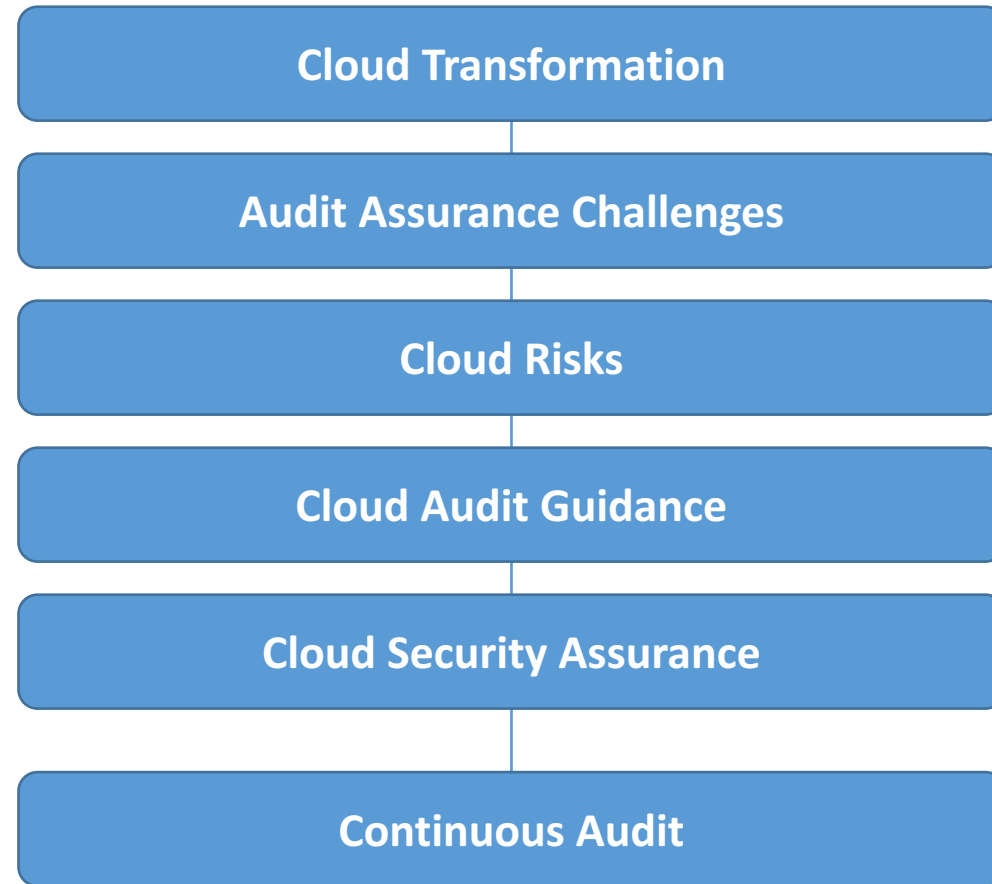 Cloud Transformation
Audit Assurance Challenges
Cloud Risks
Cloud Audit Guidance
Cloud Security Assurance
Continuous Audit